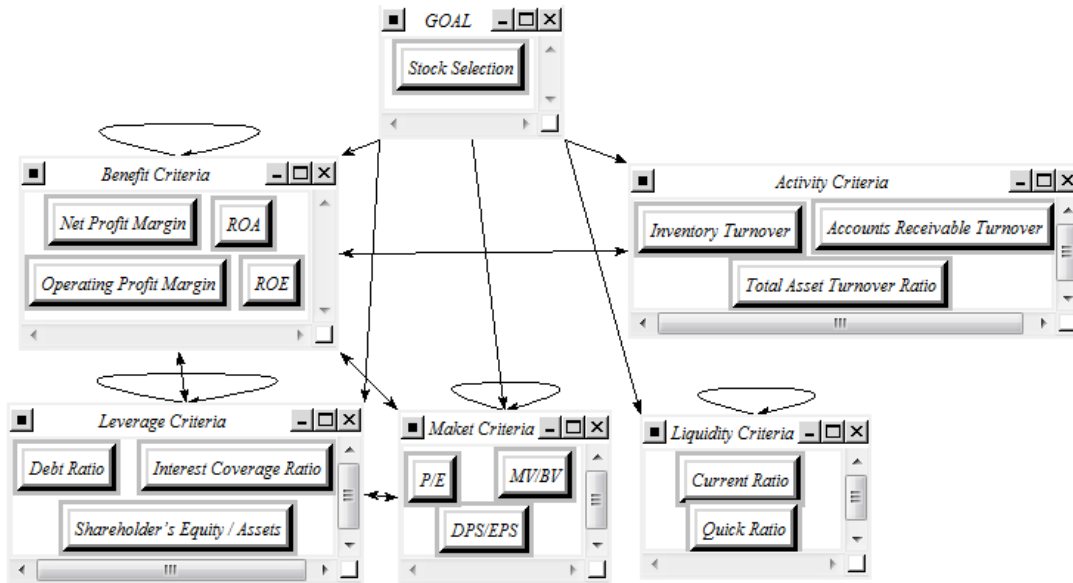 GOAL
Stock Selection
Benefit Criteria
Net Profit Margin
ROA
Operating Profit Margin
ROE
Activity Criteria
Inventory Turnover
Accounts Receivable Turnover
Total Asset Turnover Ratio
Leverage Criteria
Debt Ratio
Interest Coverage Ratio
Shareholder's Equity / Assets
Maket Criteria
P/E
MV/BV
DPS/EPS
Liquidity Criteria
Current Ratio
Quick Ratio